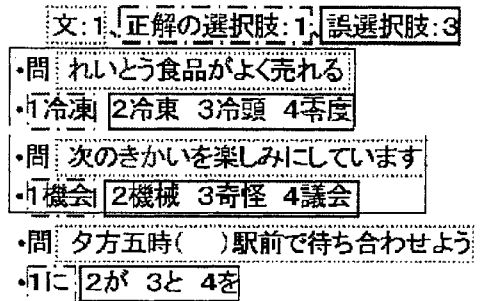 文:1、正解の選択肢:1、誤選択肢:3
・問 れいとう食品がよく売れる
・1冷凍 2冷東 3冷頭 4零度
・問 次のきかいを楽しみにしています
・1機会 2機械 3奇怪 4議会
・問 夕方五時(　)駅前で待ち合わせよう
・1に 2が 3と 4を